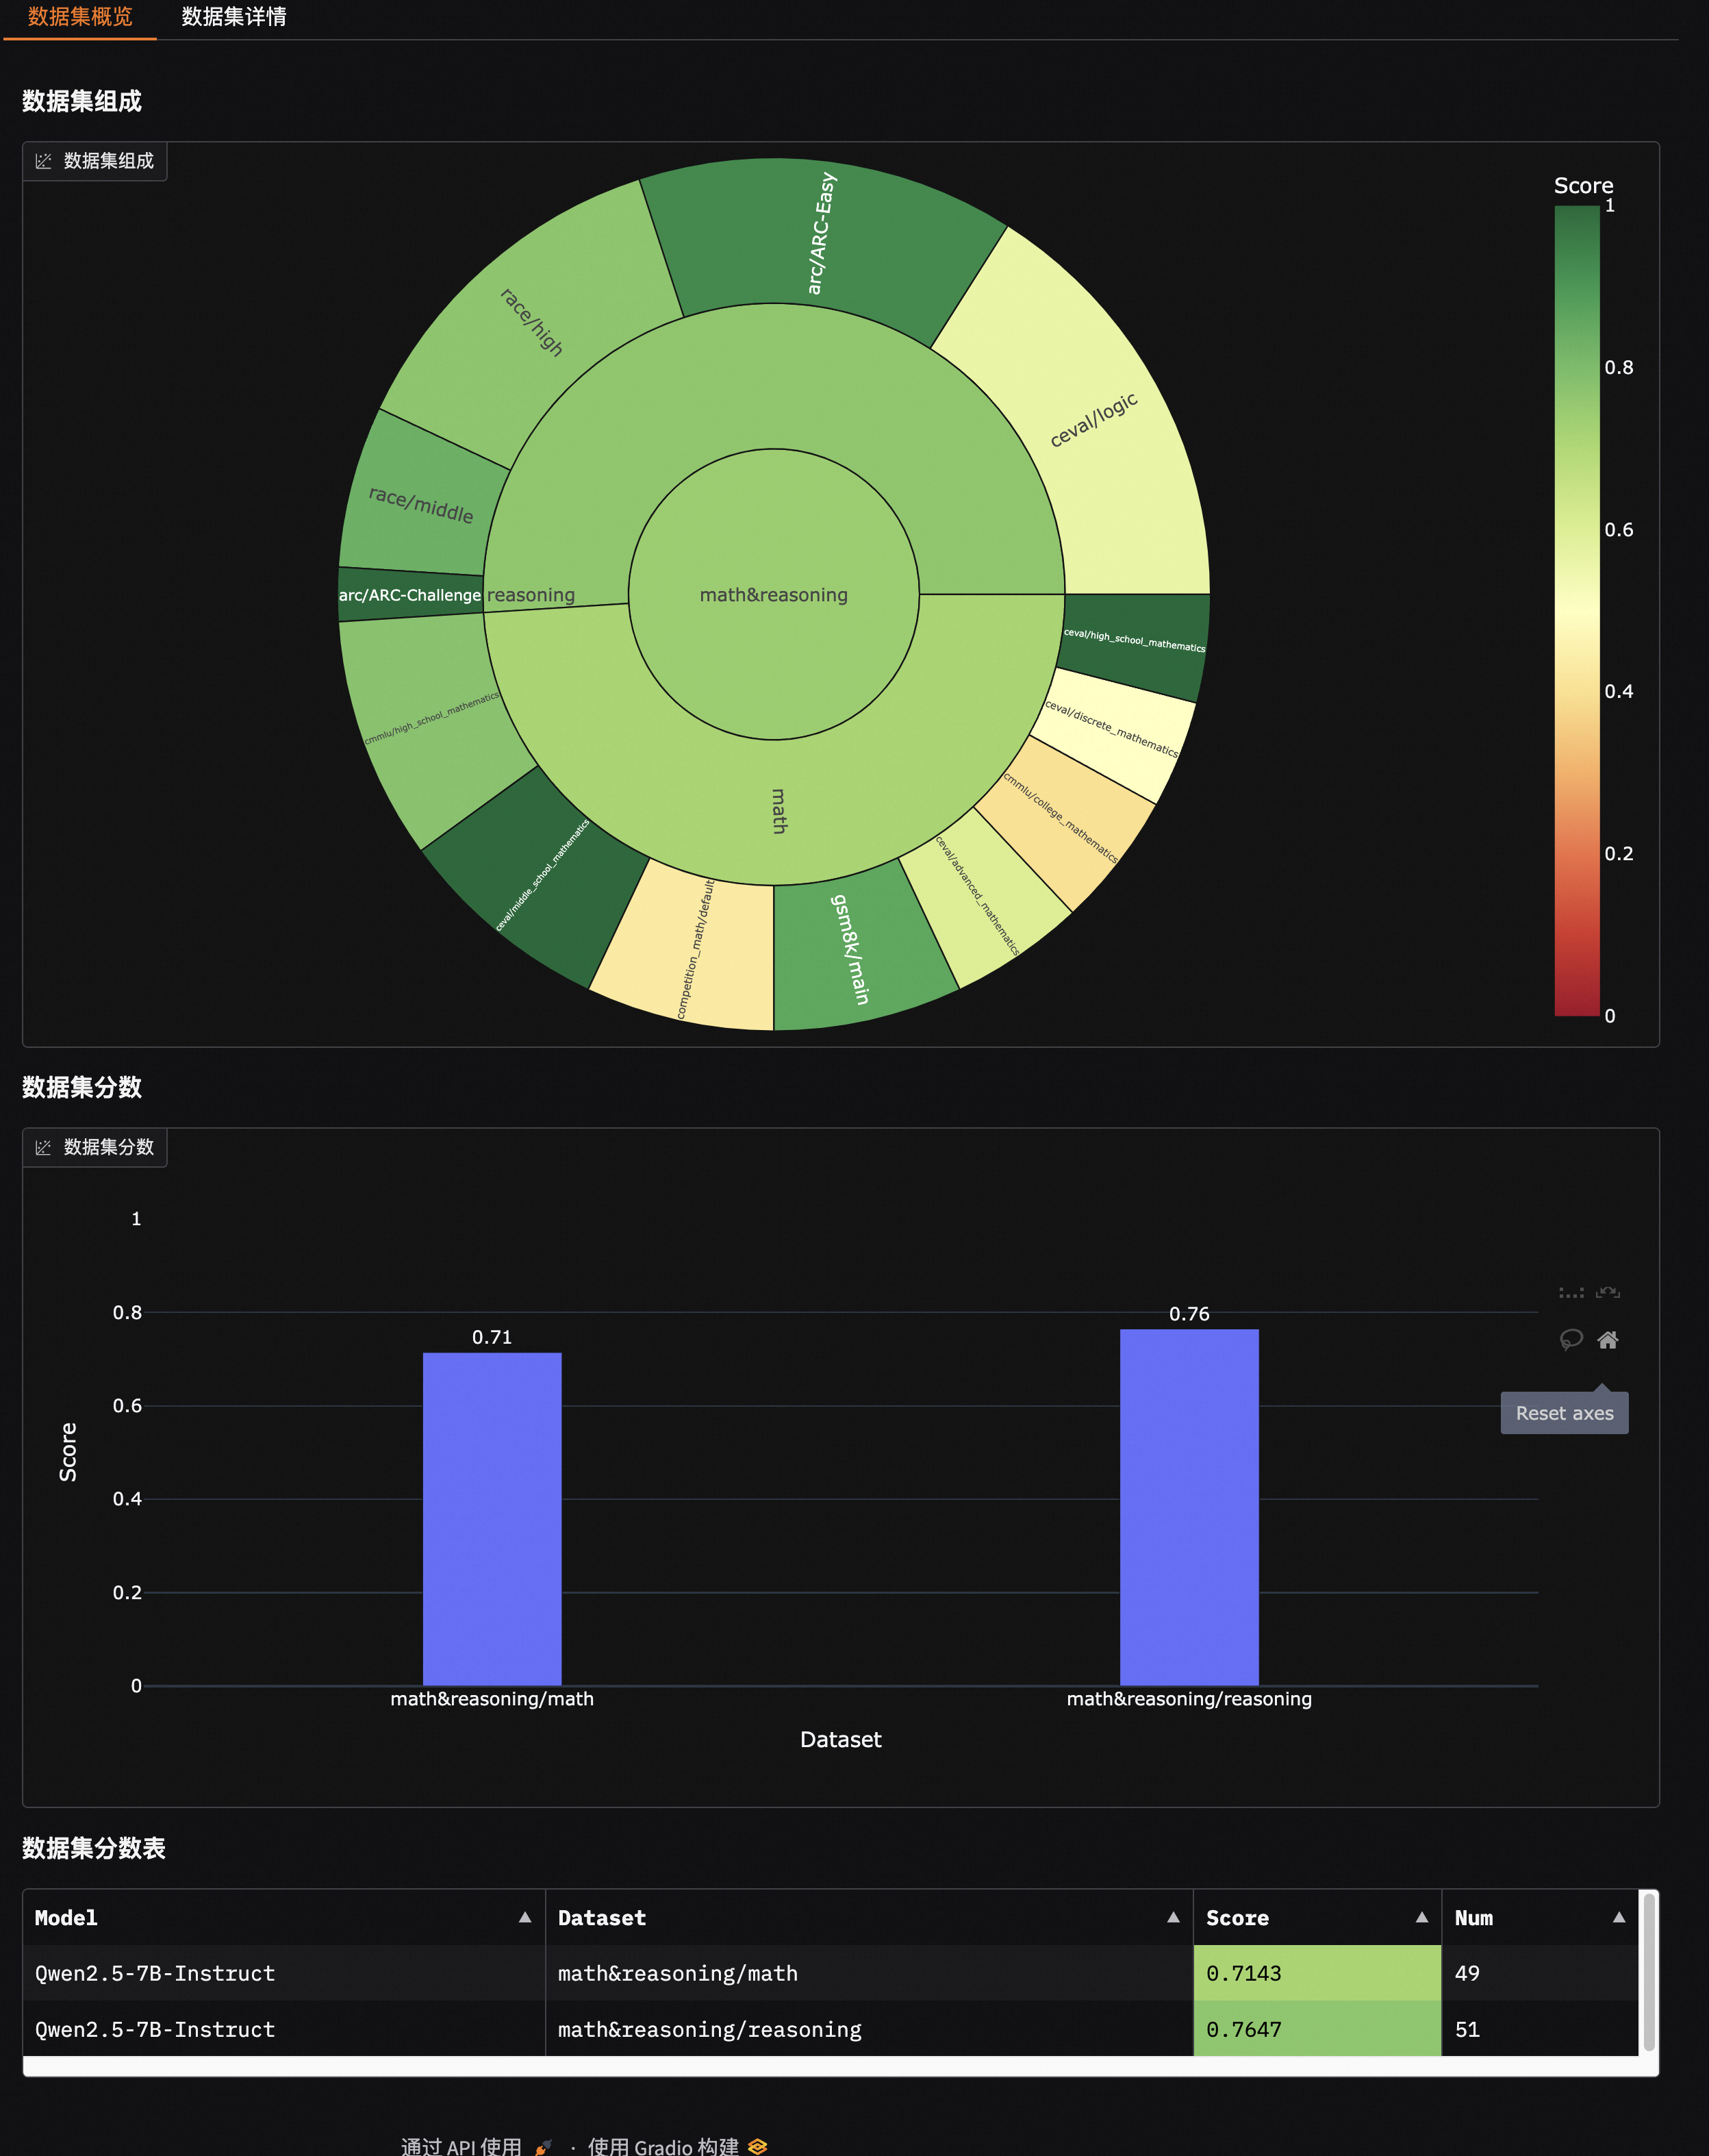 数据集概览 数据集详情
数据集组成
数据集组成
Score
1
0.8
0.6
0.4
0.2
0
arc/ARC-Easy
race/high
ceval/logic
race/middle
arc/ARC-Challenge
reasoning
math&reasoning
ceval/high_school_mathematics
cmmlu/high_school_mathematics
ceval/discrete_mathematics
cmmlu/college_mathematics
math
ceval/middle_school_mathematics
ceval/advanced_mathematics
competition_math/default
gsm8k/main
数据集分数
数据集分数
1
0.8
0.6
0.4
0.2
0
Score
0.71
0.76
Reset axes
math&reasoning/math
math&reasoning/reasoning
Dataset
数据集分数表
Model Dataset Score Num
Qwen2.5-7B-Instruct math&reasoning/math 0.7143 49
Qwen2.5-7B-Instruct math&reasoning/reasoning 0.7647 51
通过 API 使用 · 使用 Gradio 构建